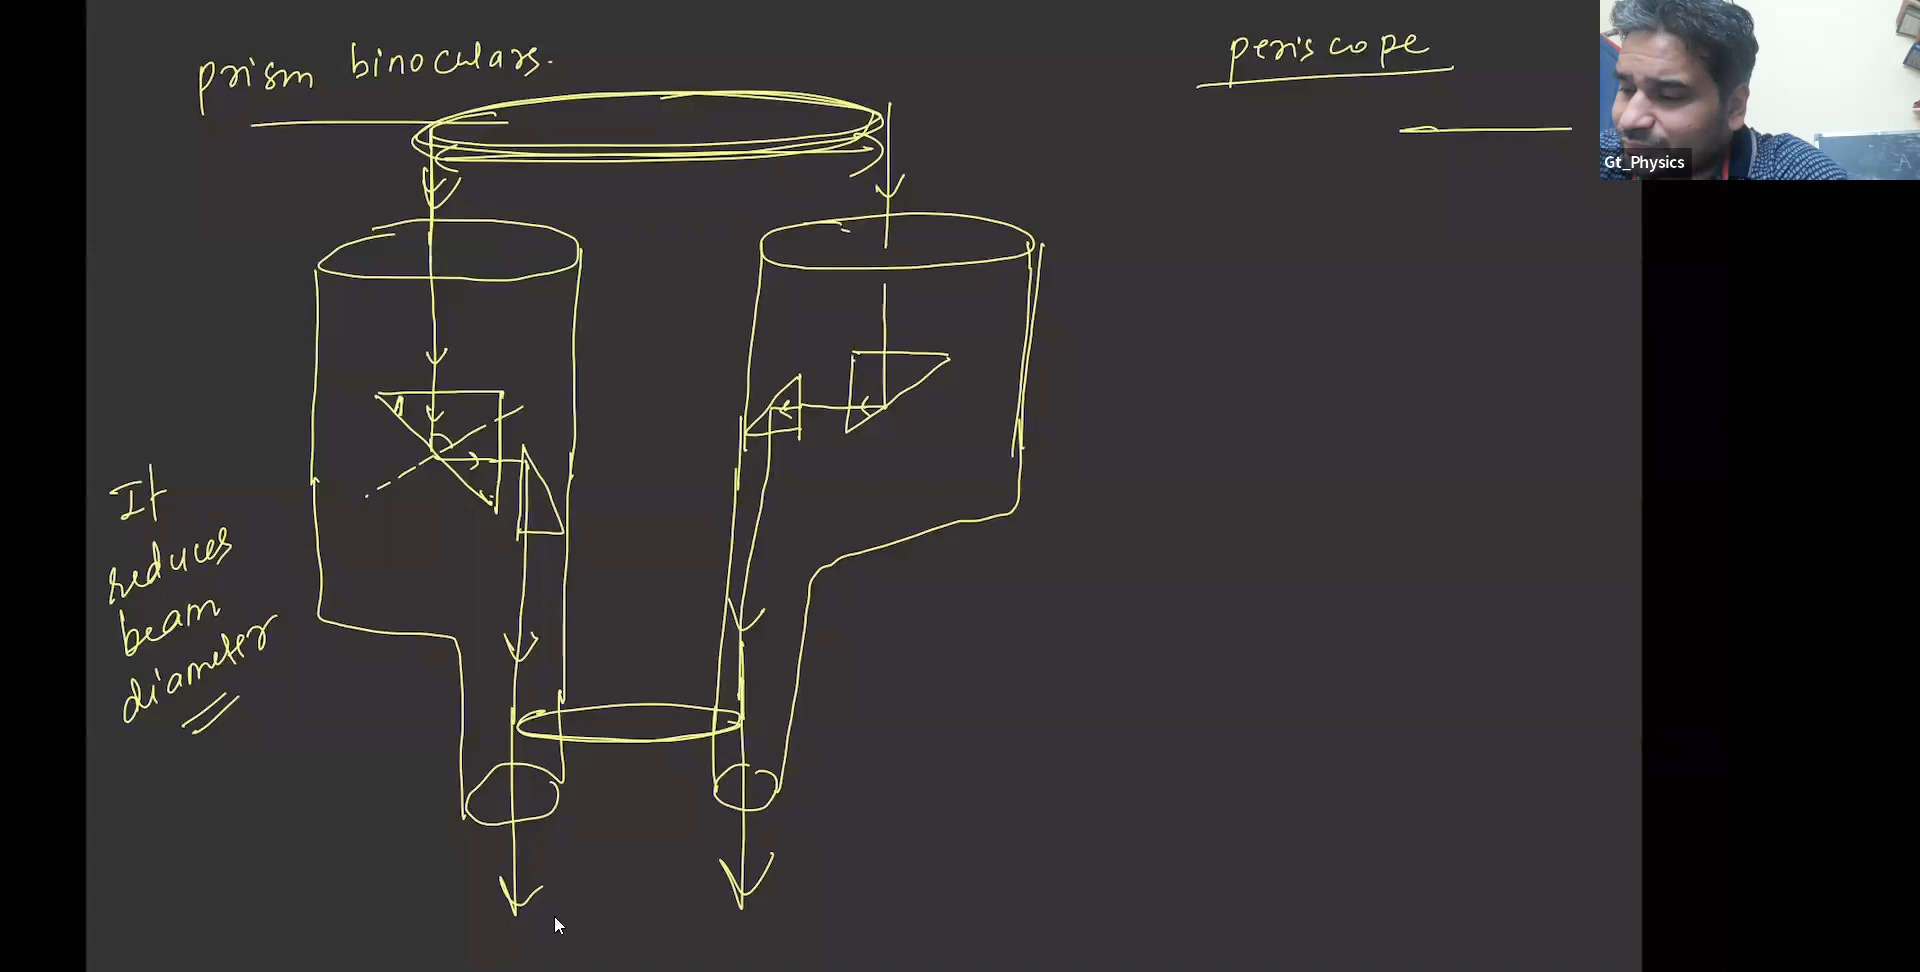 prism binoculars.
periscope
Gt_Physics
It
reduces
beam
diameter